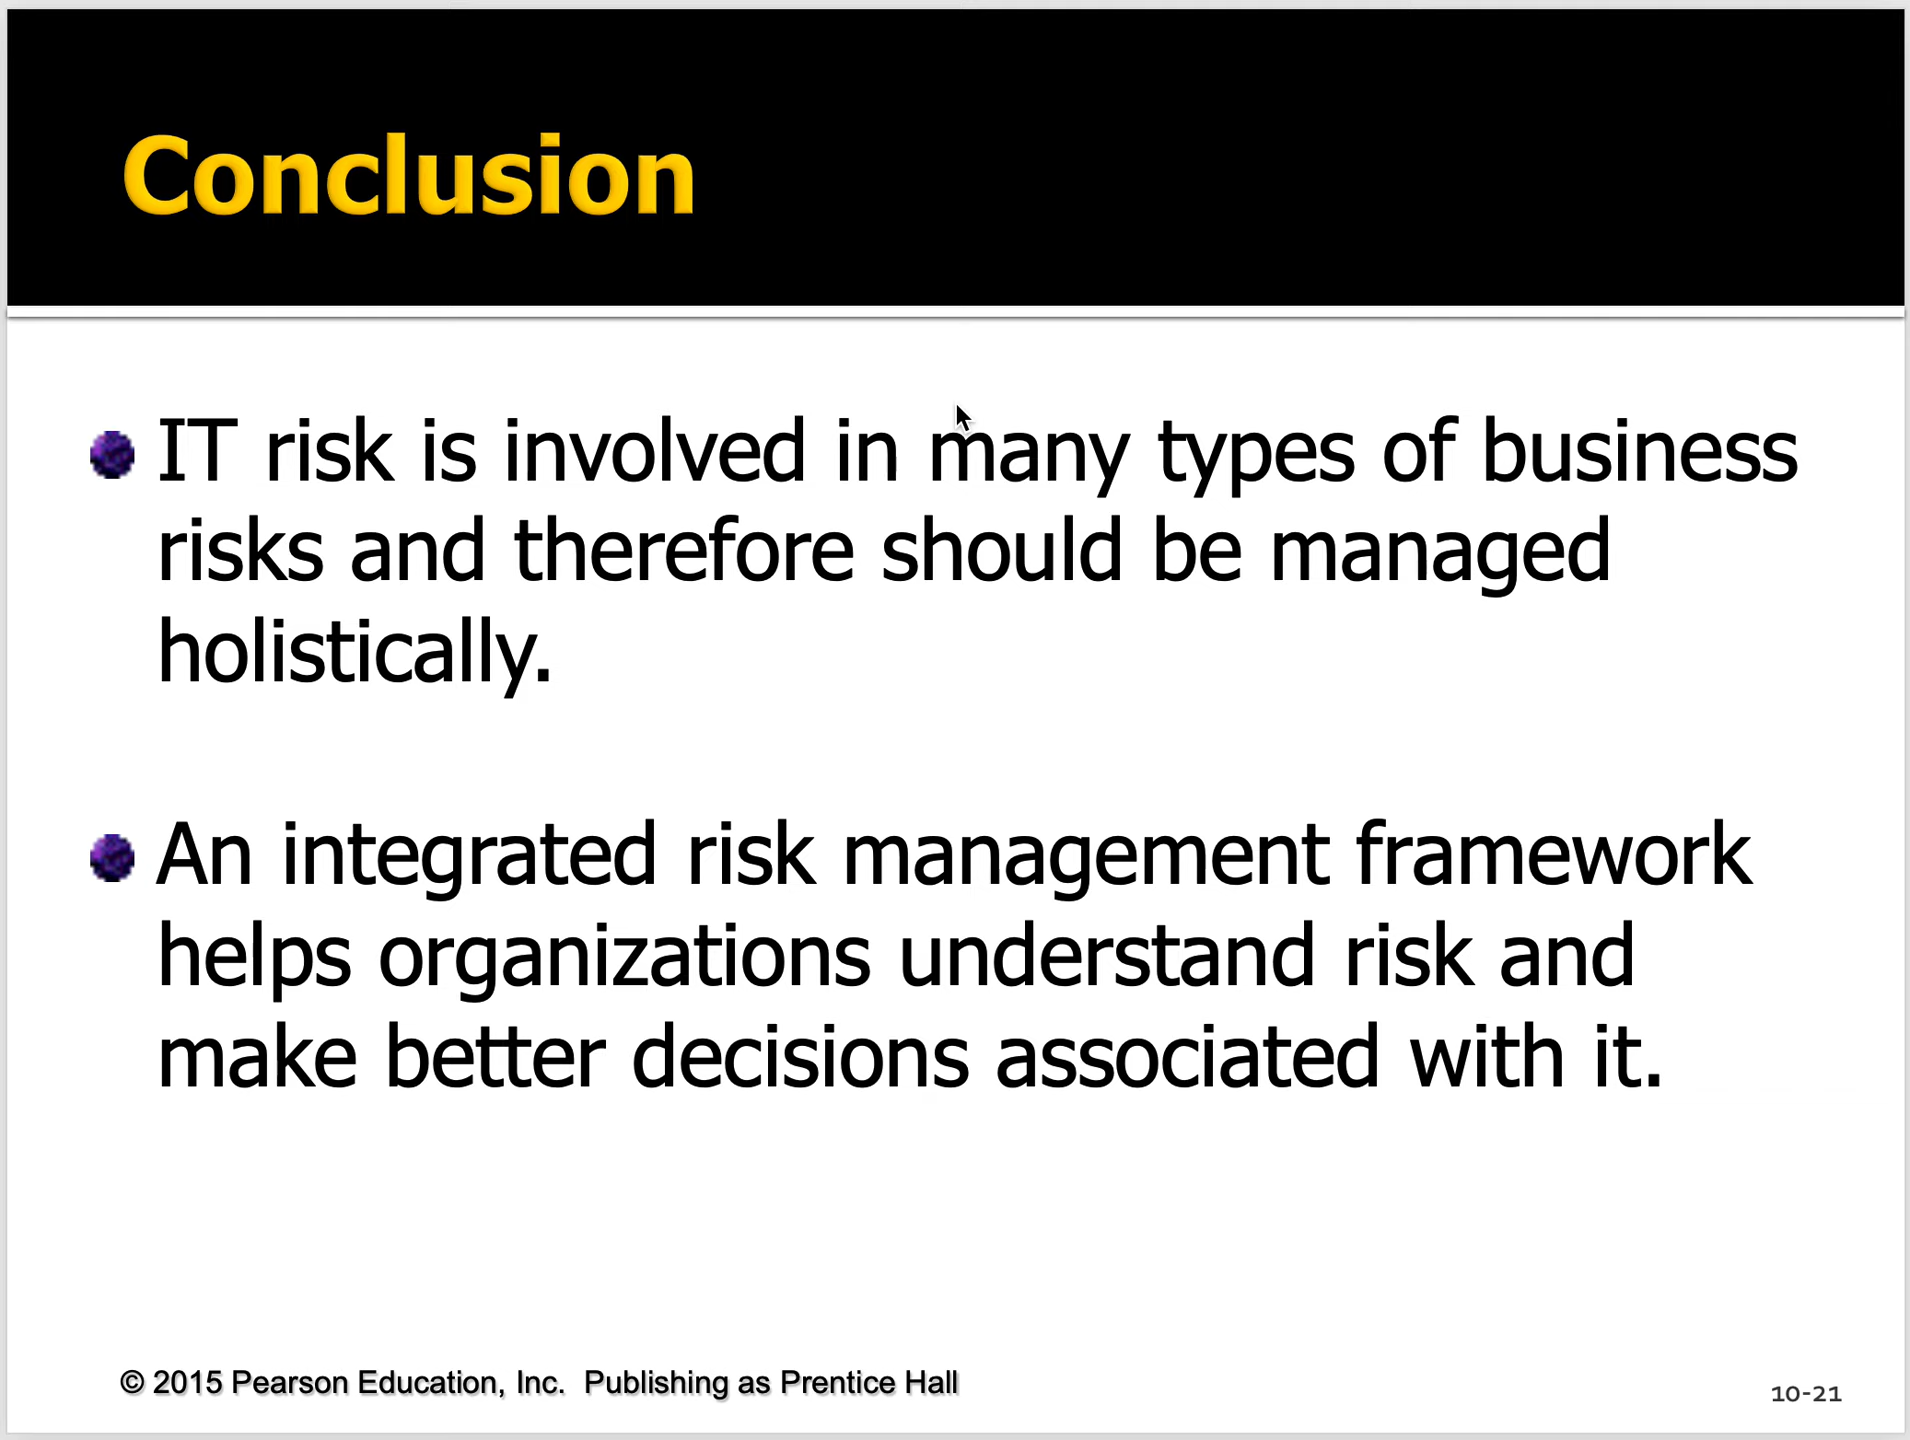 Conclusion
IT risk is involved in many types of business
risks and therefore should be managed
holistically.
An integrated risk management framework
helps organizations understand risk and
make better decisions associated with it.
© 2015 Pearson Education, Inc.  Publishing as Prentice Hall
10-21